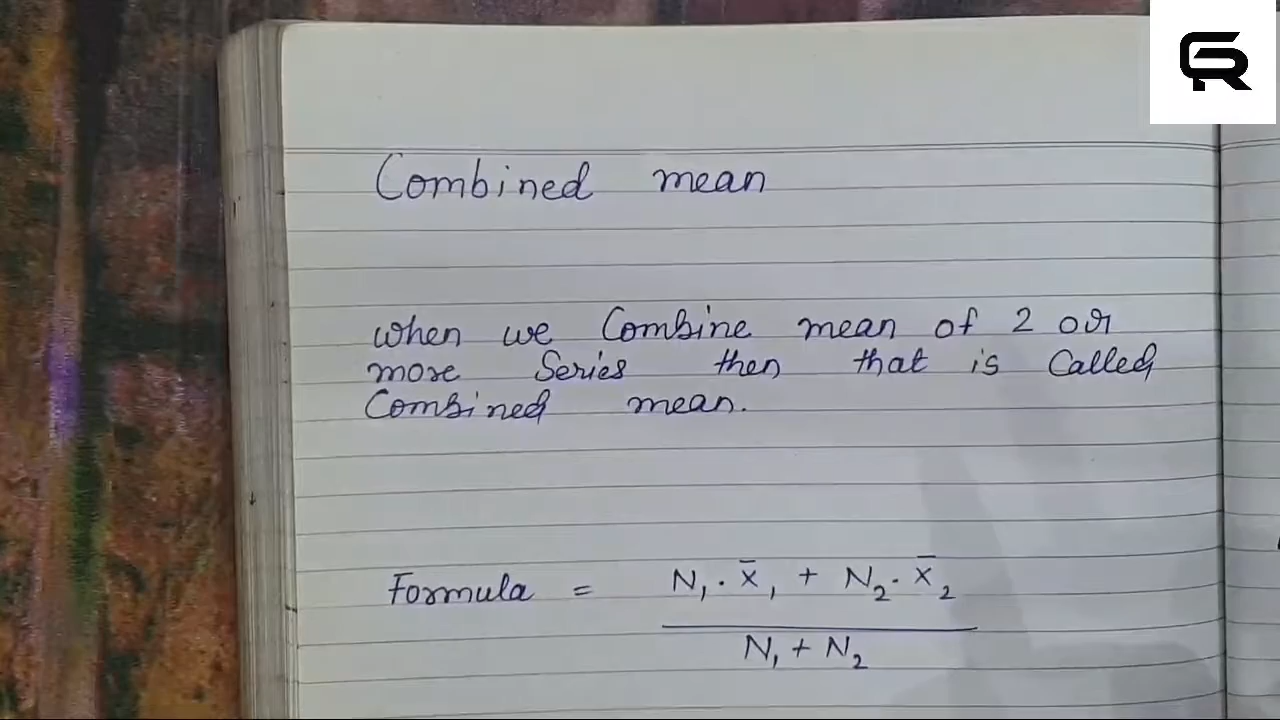 Combined mean
when we Combine mean of 2 or
more Series then that is Called
Combined mean.
Formula = N₁ . x̄₁ + N₂ . x̄₂
N₁ + N₂